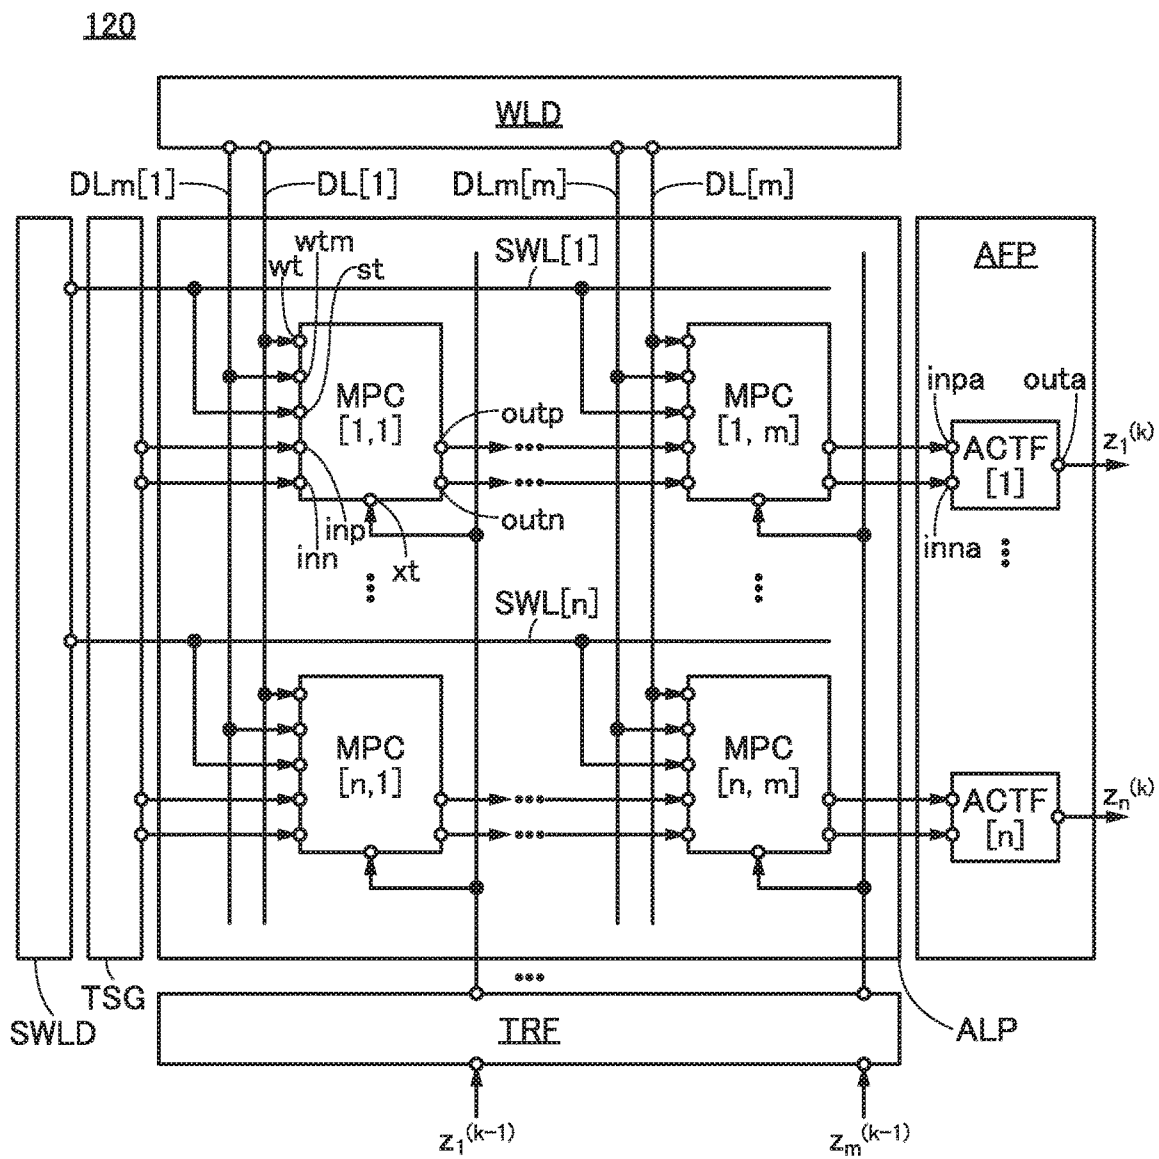 120
WLD
DLm[1] DL[1] DLm[m] DL[m]
wtm
wt st
SWL[1]
AFP
MPC
[1,1]
MPC
[1, m]
inpa outa
outp
ACTF
[1]
z₁⁽ᵏ⁾
outn
inn inp xt
inna
SWL[n]
MPC
[n,1]
MPC
[n, m]
ACTF
[n]
zₙ⁽ᵏ⁾
TSG
SWLD
TRF
ALP
z₁⁽ᵏ⁻¹⁾ zₘ⁽ᵏ⁻¹⁾